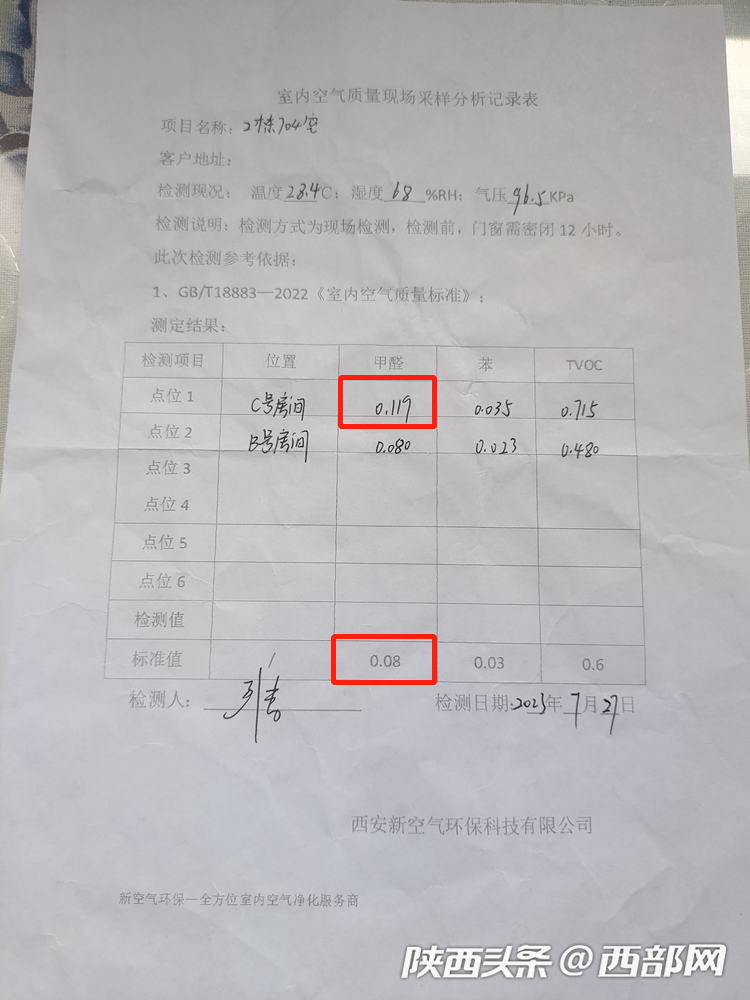 室内空气质量现场采样分析记录表
项目名称：2栋704室
客户地址：
检测现况： 温度23.4℃；湿度68%RH；气压96.5KPa
检测说明：检测方式为现场检测，检测前，门窗需密闭12小时。
此次检测参考依据：
1、GB/T18883—2022《室内空气质量标准》；
测定结果：
检测项目 位置 甲醛 苯 TVOC
点位1 C号房间 0.119 0.035 0.715
点位2 B号房间 0.080 0.023 0.480
点位3
点位4
点位5
点位6
检测值
标准值 / 0.08 0.03 0.6
检测人： 检测日期：2023年7月27日
西安新空气环保科技有限公司
新空气环保—全方位室内空气净化服务商
陕西头条@西部网